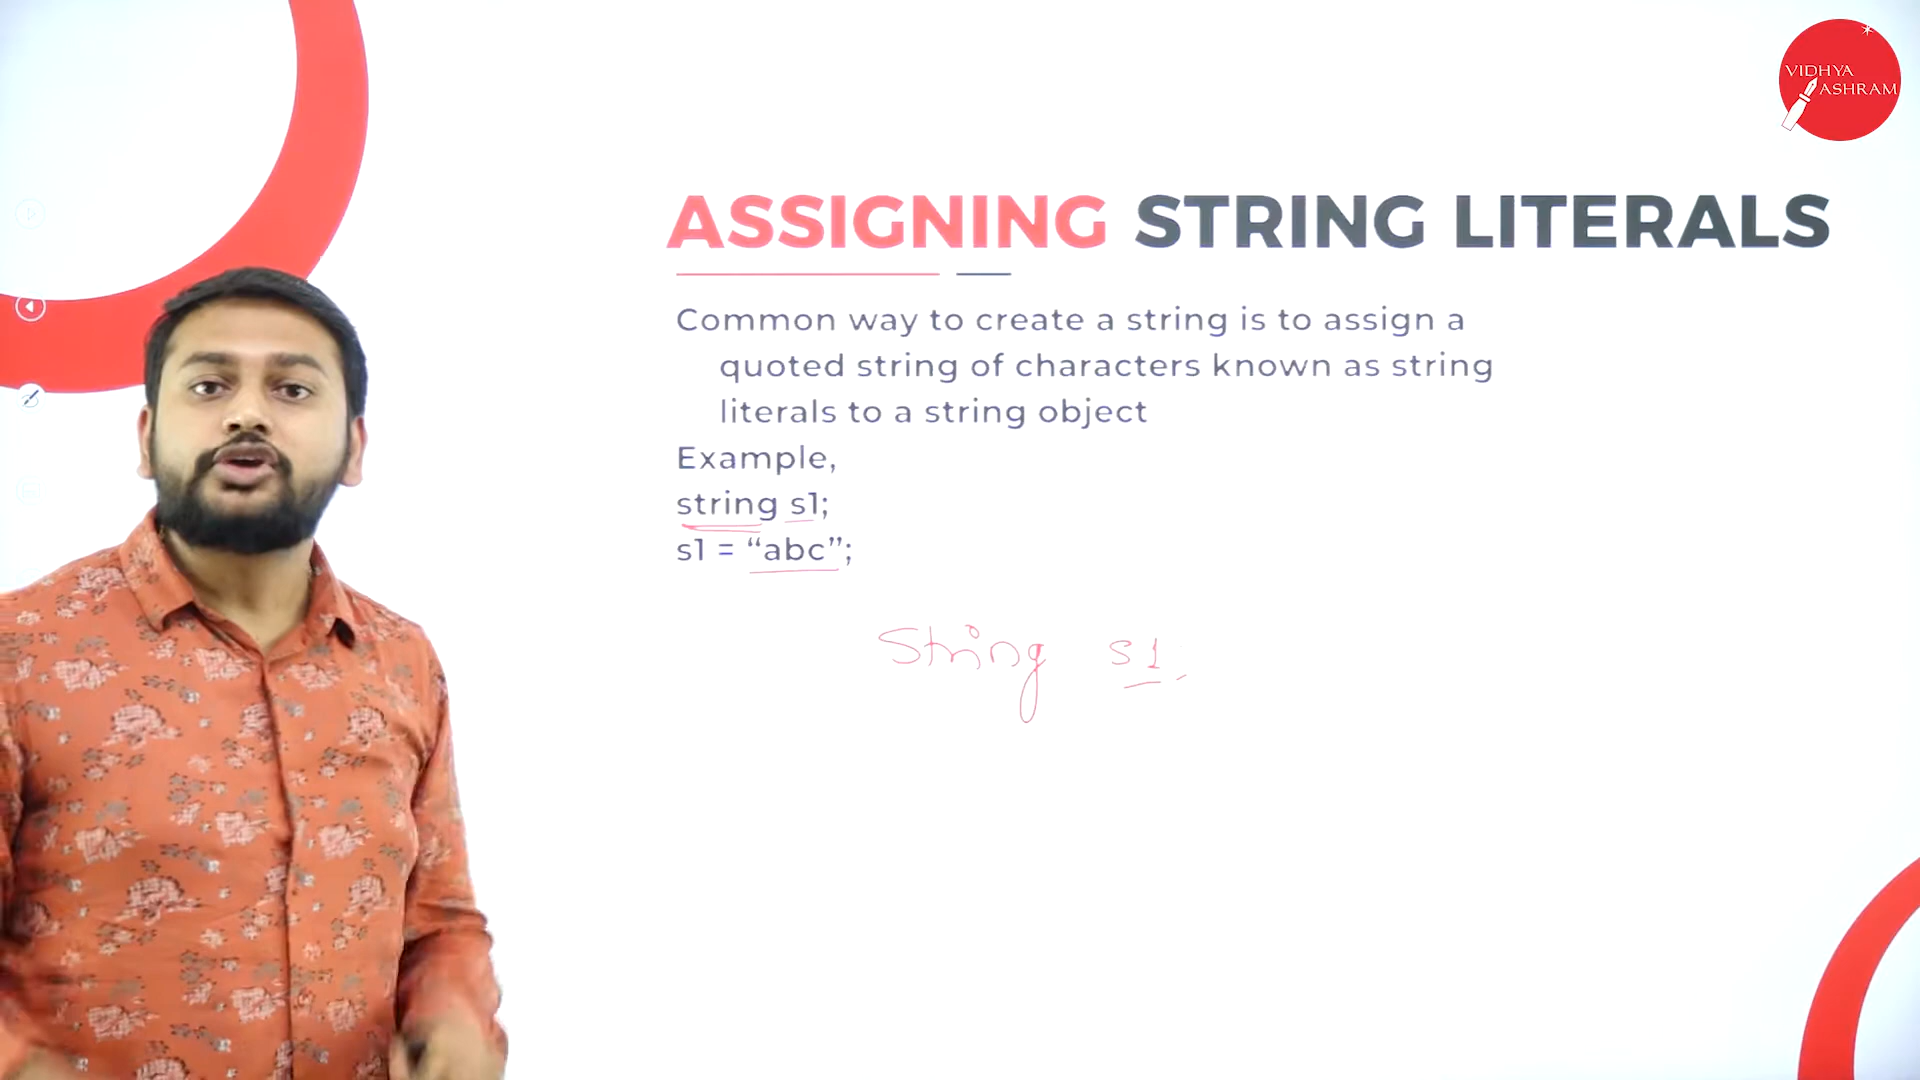 VIDHYA
ASHRAM
ASSIGNING STRING LITERALS
Common way to create a string is to assign a
quoted string of characters known as string
literals to a string object
Example,
string s1;
s1 = “abc”;
String s1